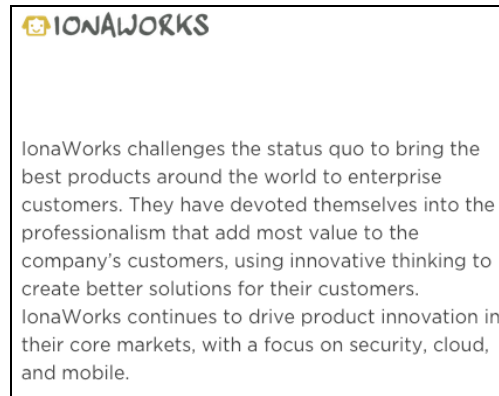 IONAWORKS
IonaWorks challenges the status quo to bring the
best products around the world to enterprise
customers. They have devoted themselves into the
professionalism that add most value to the
company's customers, using innovative thinking to
create better solutions for their customers.
IonaWorks continues to drive product innovation in
their core markets, with a focus on security, cloud,
and mobile.